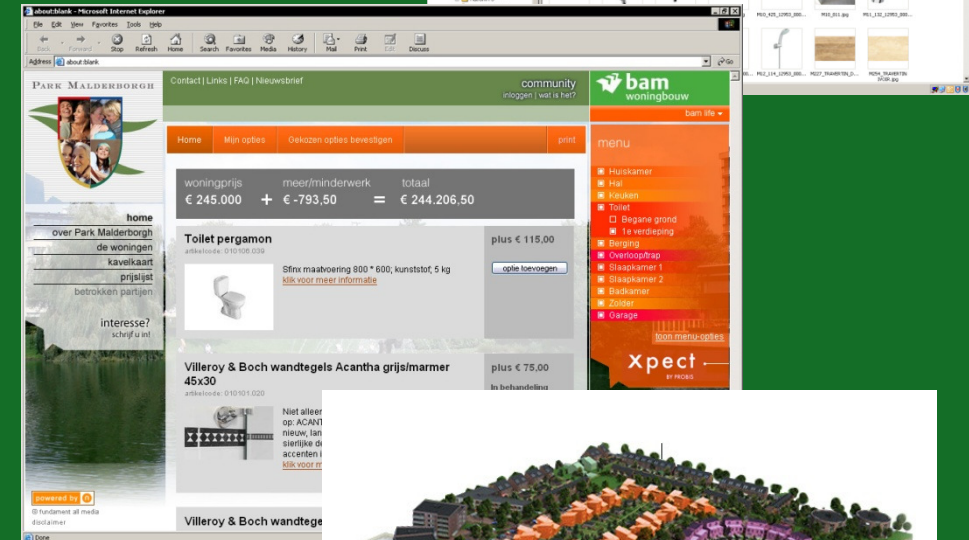 about:blank - Microsoft Internet Explorer
File Edit View Favorites Tools Help
Back Forward Stop Refresh Home Search Favorites Media History Mail Print Edit Discuss
Address about:blank Go
PARK MALDERBORGH
Contact | Links | FAQ | Nieuwsbrief
community
inloggen | wat is het?
bam
woningbouw
bam life
Home Mijn opties Gekozen opties bevestigen print
menu
woningprijs meer/minderwerk totaal
€ 245.000 + € -793,50 = € 244.206,50
Huiskamer
Hal
Keuken
Toilet
Begane grond
1e verdieping
Berging
Overloop/trap
Slaapkamer 1
Slaapkamer 2
Badkamer
Zolder
Garage
toon menu-opties
Xpect
BY PROBIS
home
over Park Malderborgh
de woningen
kavelkaart
prijslijst
betrokken partijen
interesse?
schrijf u in!
Toilet pergamon
artikelcode: 010106.039
plus € 115,00
Sfinx maatvoering 800 * 600; kunststof; 5 kg
klik voor meer informatie
optie toevoegen
Villeroy & Boch wandtegels Acantha grijs/marmer
45x30
artikelcode: 010101.020
plus € 75,00
In behandeling
Niet alleen
op: ACANT
nieuw, lan
sierlijke de
accenten i
klik voor m
Villeroy & Boch wandtege
powered by
© fundament all media
disclaimer
Done
M10_011.jpg